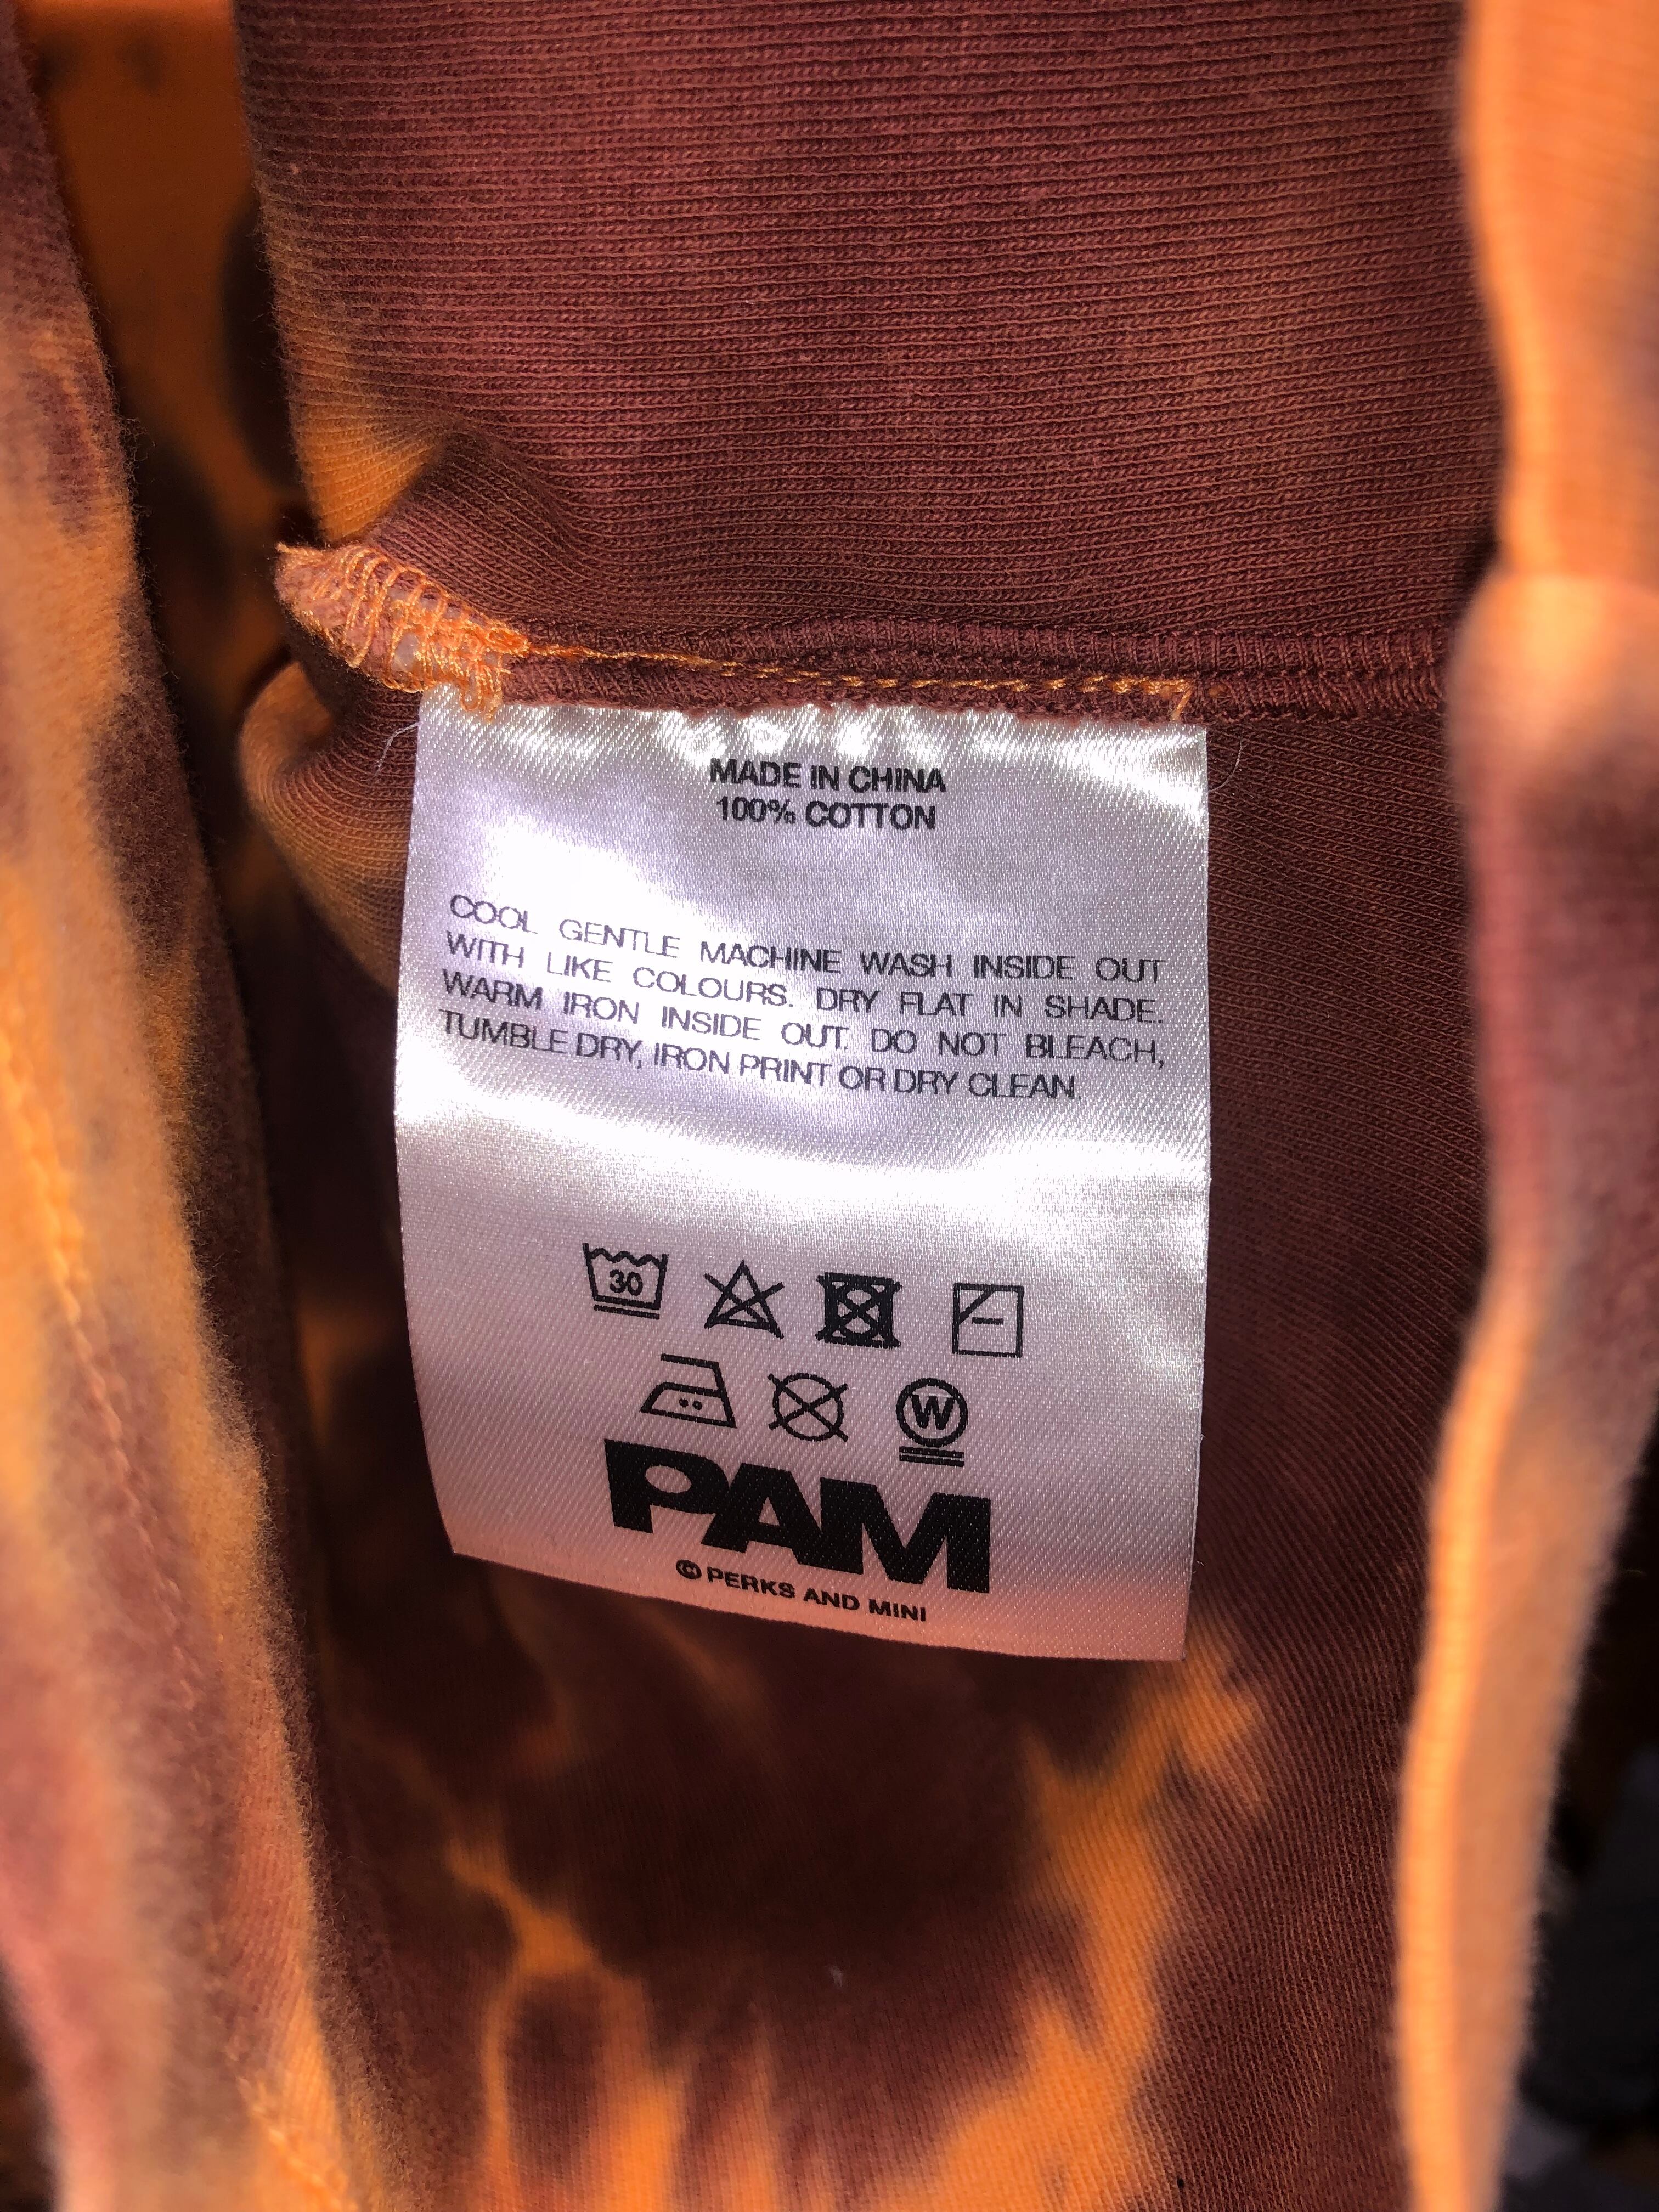 MADE IN CHINA
100% COTTON
COOL GENTLE MACHINE WASH INSIDE OUT
WITH LIKE COLOURS. DRY FLAT IN SHADE.
WARM IRON INSIDE OUT. DO NOT BLEACH,
TUMBLE DRY, IRON PRINT OR DRY CLEAN
30
W
PAM
© PERKS AND MINI